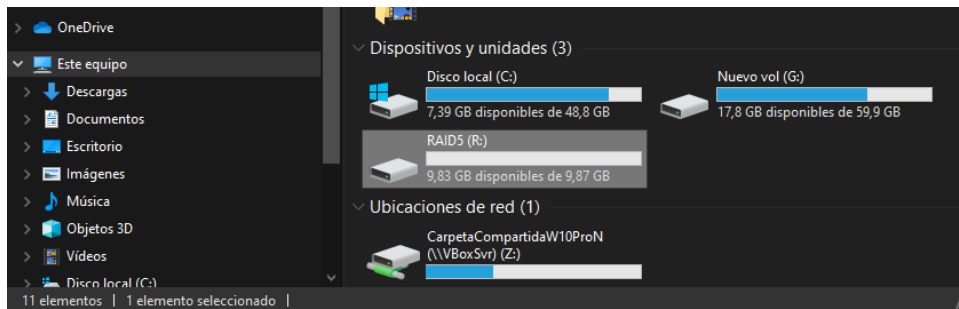 OneDrive
Este equipo
Descargas
Documentos
Escritorio
Imágenes
Música
Objetos 3D
Vídeos
Disco local (C:)
Dispositivos y unidades (3)
Disco local (C:)
7,39 GB disponibles de 48,8 GB
Nuevo vol (G:)
17,8 GB disponibles de 59,9 GB
RAID5 (R:)
9,83 GB disponibles de 9,87 GB
Ubicaciones de red (1)
CarpetaCompartidaW10ProN
(\\VBoxSvr) (Z:)
11 elementos | 1 elemento seleccionado |